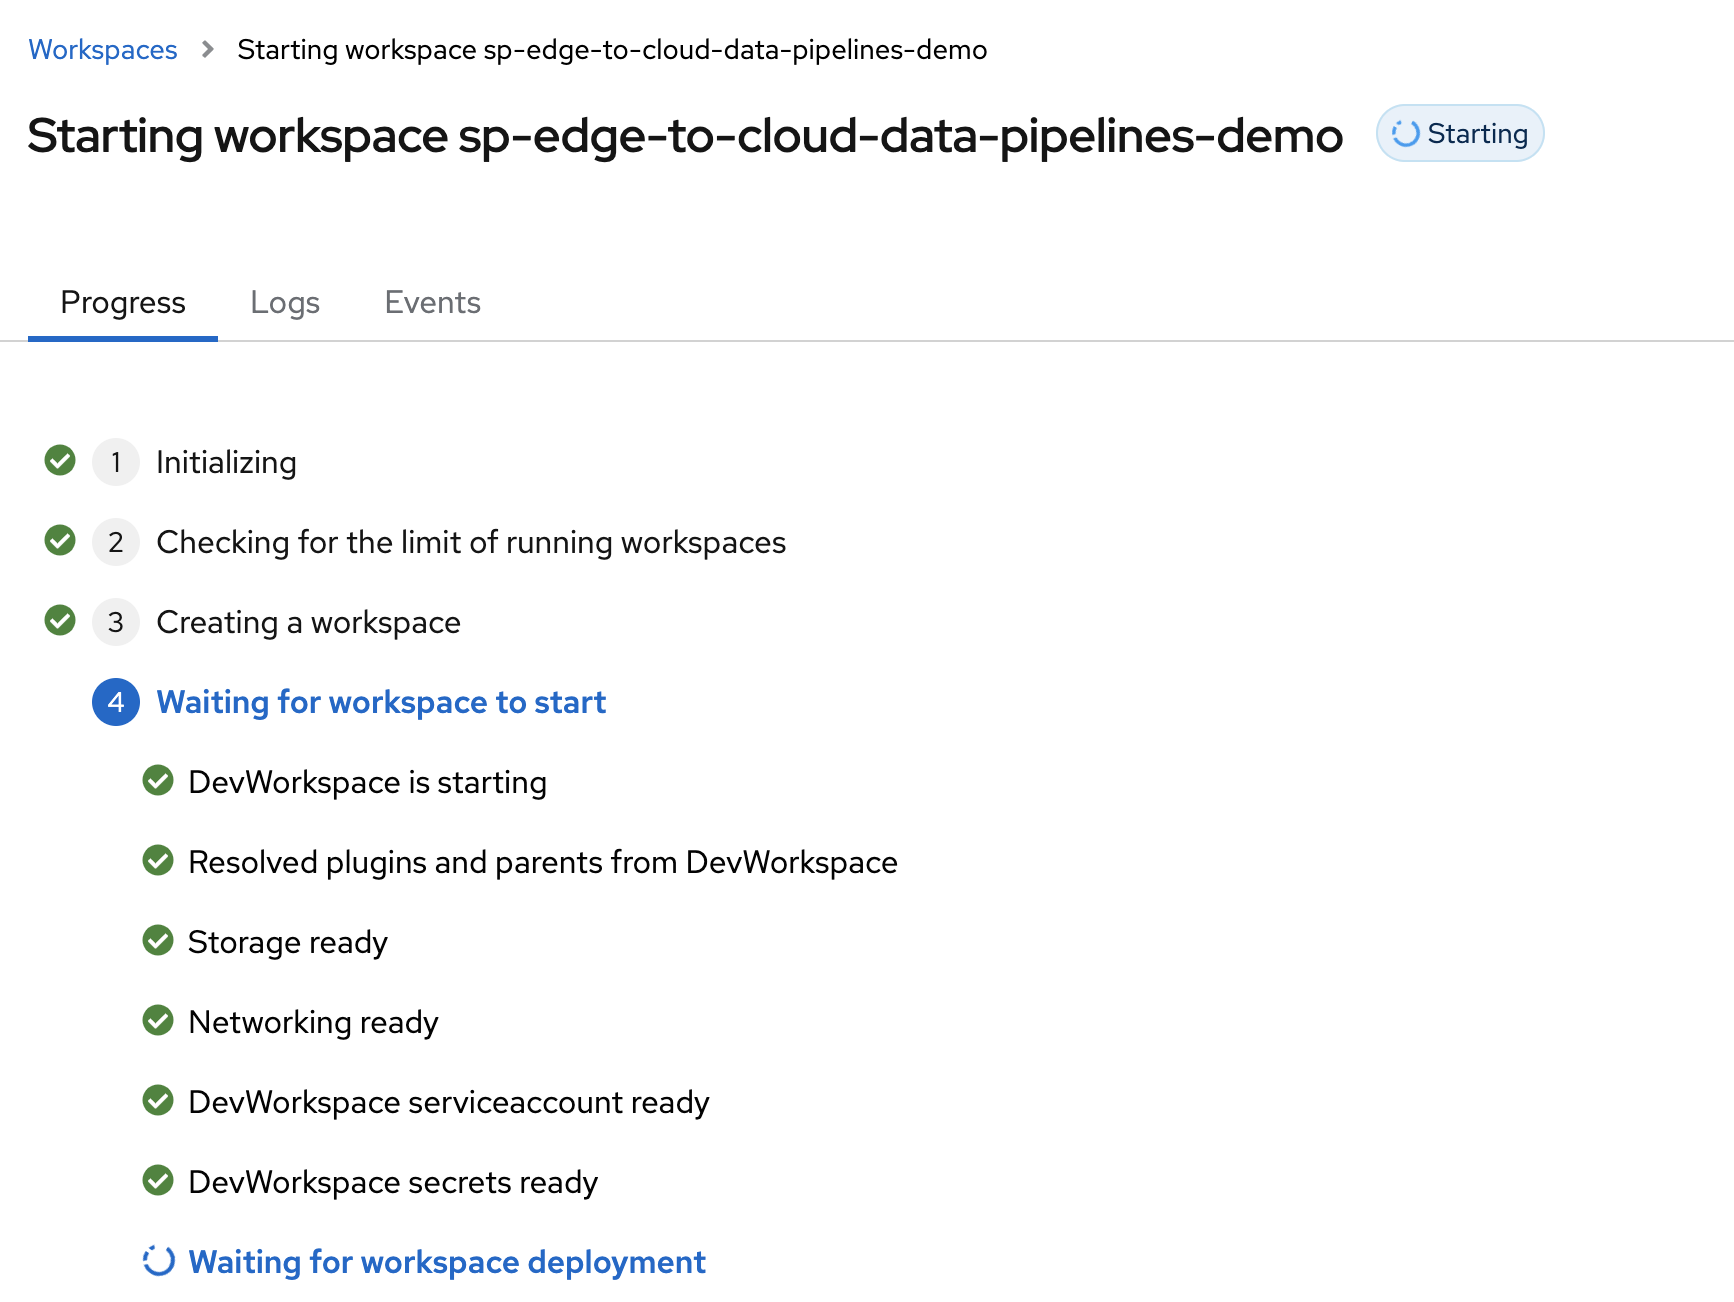 Workspaces > Starting workspace sp-edge-to-cloud-data-pipelines-demo
Starting workspace sp-edge-to-cloud-data-pipelines-demo Starting
Progress Logs Events
1 Initializing
2 Checking for the limit of running workspaces
3 Creating a workspace
4 Waiting for workspace to start
DevWorkspace is starting
Resolved plugins and parents from DevWorkspace
Storage ready
Networking ready
DevWorkspace serviceaccount ready
DevWorkspace secrets ready
Waiting for workspace deployment